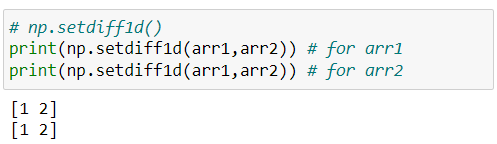 # np.setdiff1d()
print(np.setdiff1d(arr1,arr2)) # for arr1
print(np.setdiff1d(arr1,arr2)) # for arr2
[1 2]
[1 2]